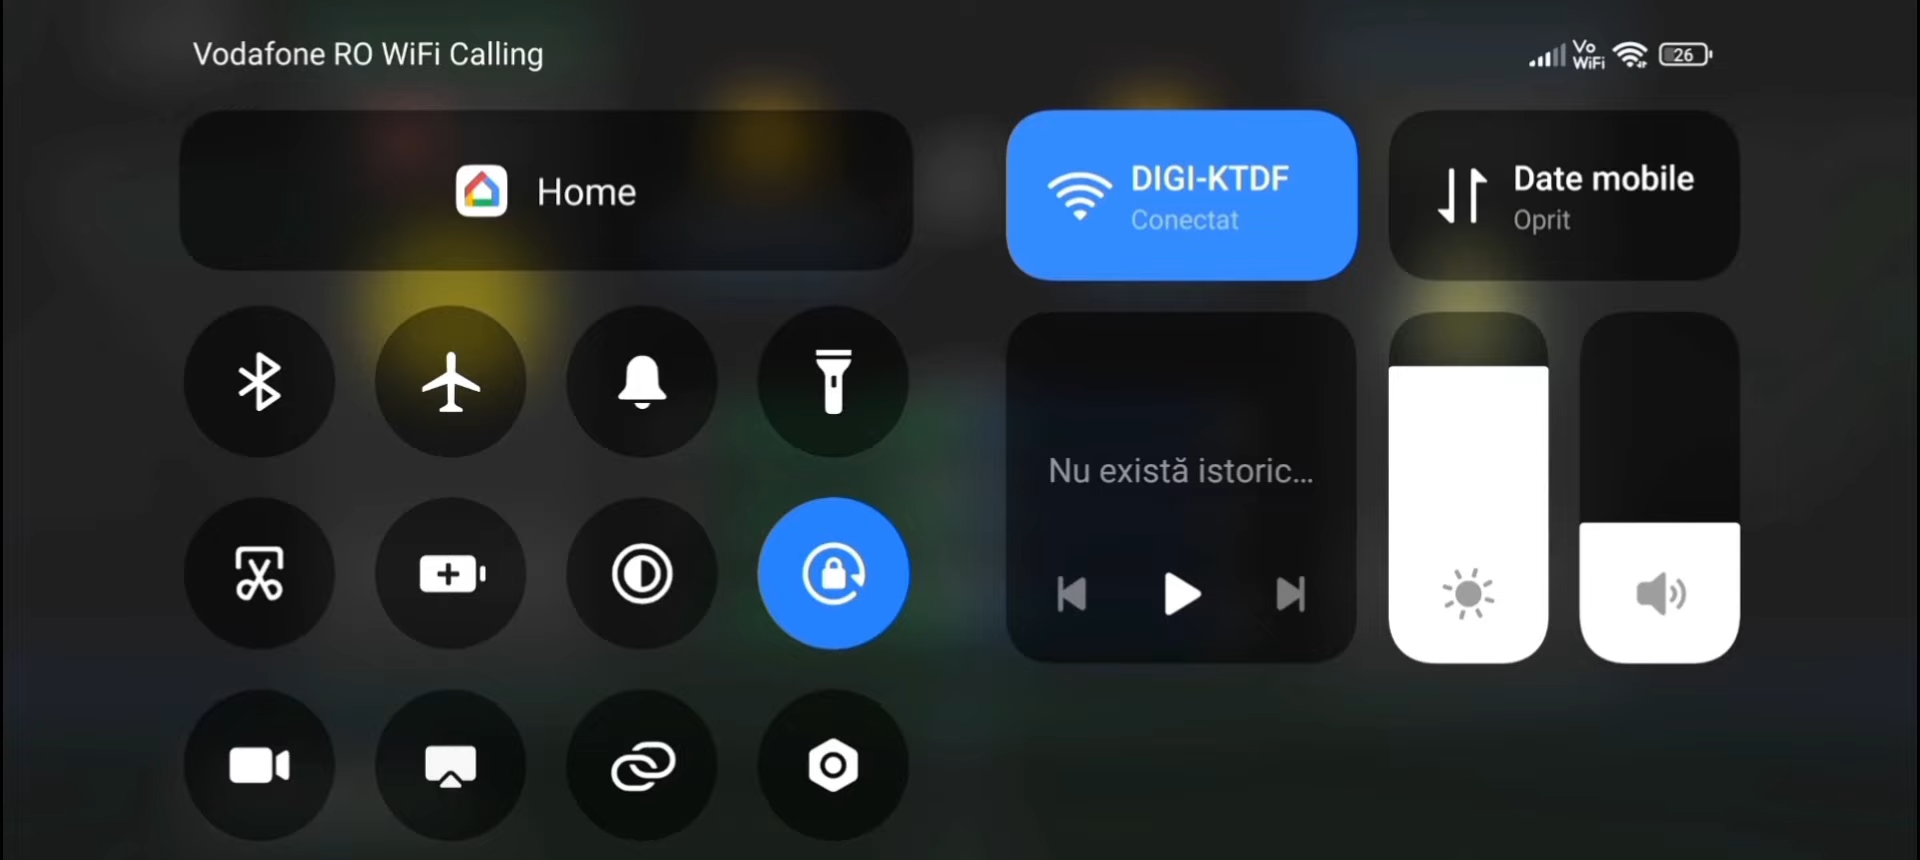 Vodafone RO WiFi Calling
Vo
WiFi
26
Home
DIGI-KTDF
Conectat
Date mobile
Oprit
Nu există istoric...